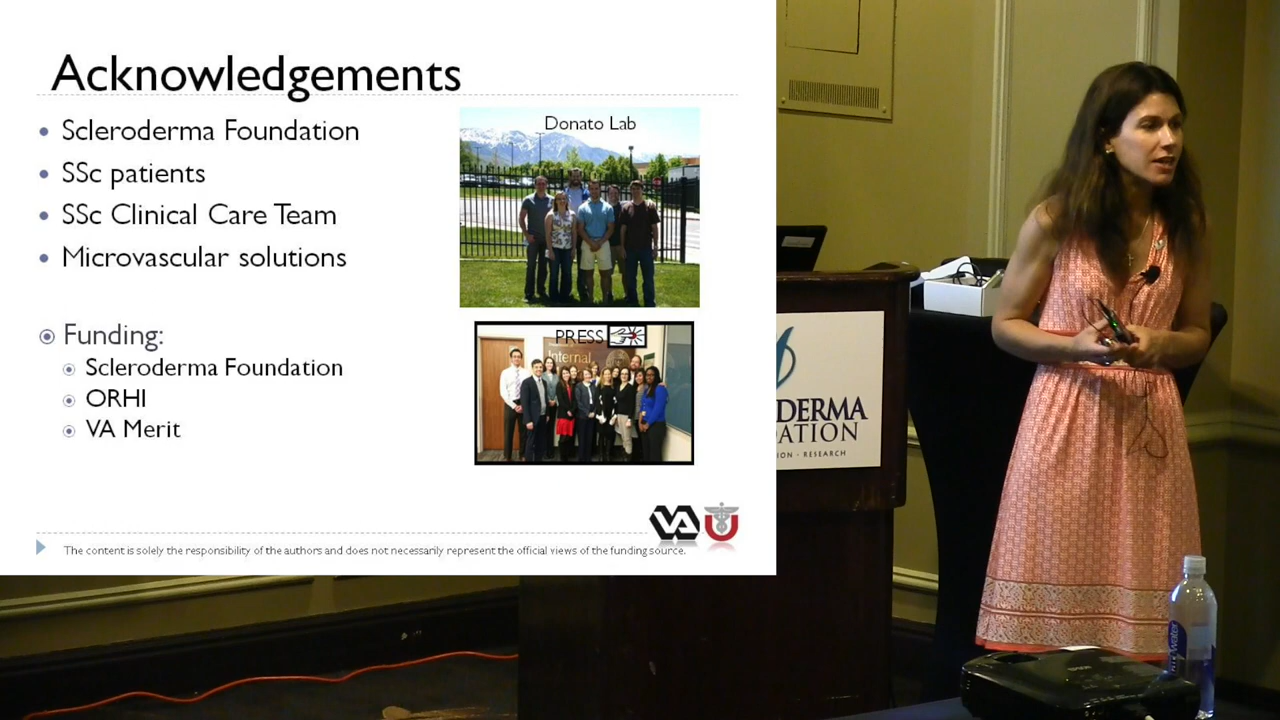 Acknowledgements
Scleroderma Foundation
SSc patients
SSc Clinical Care Team
Microvascular solutions
Funding:
Scleroderma Foundation
ORHI
VA Merit
Donato Lab
PRESS
Internal
VA
U
The content is solely the responsibility of the authors and does not necessarily represent the official views of the funding source.
DERMA
ATION
ION • RESEARCH